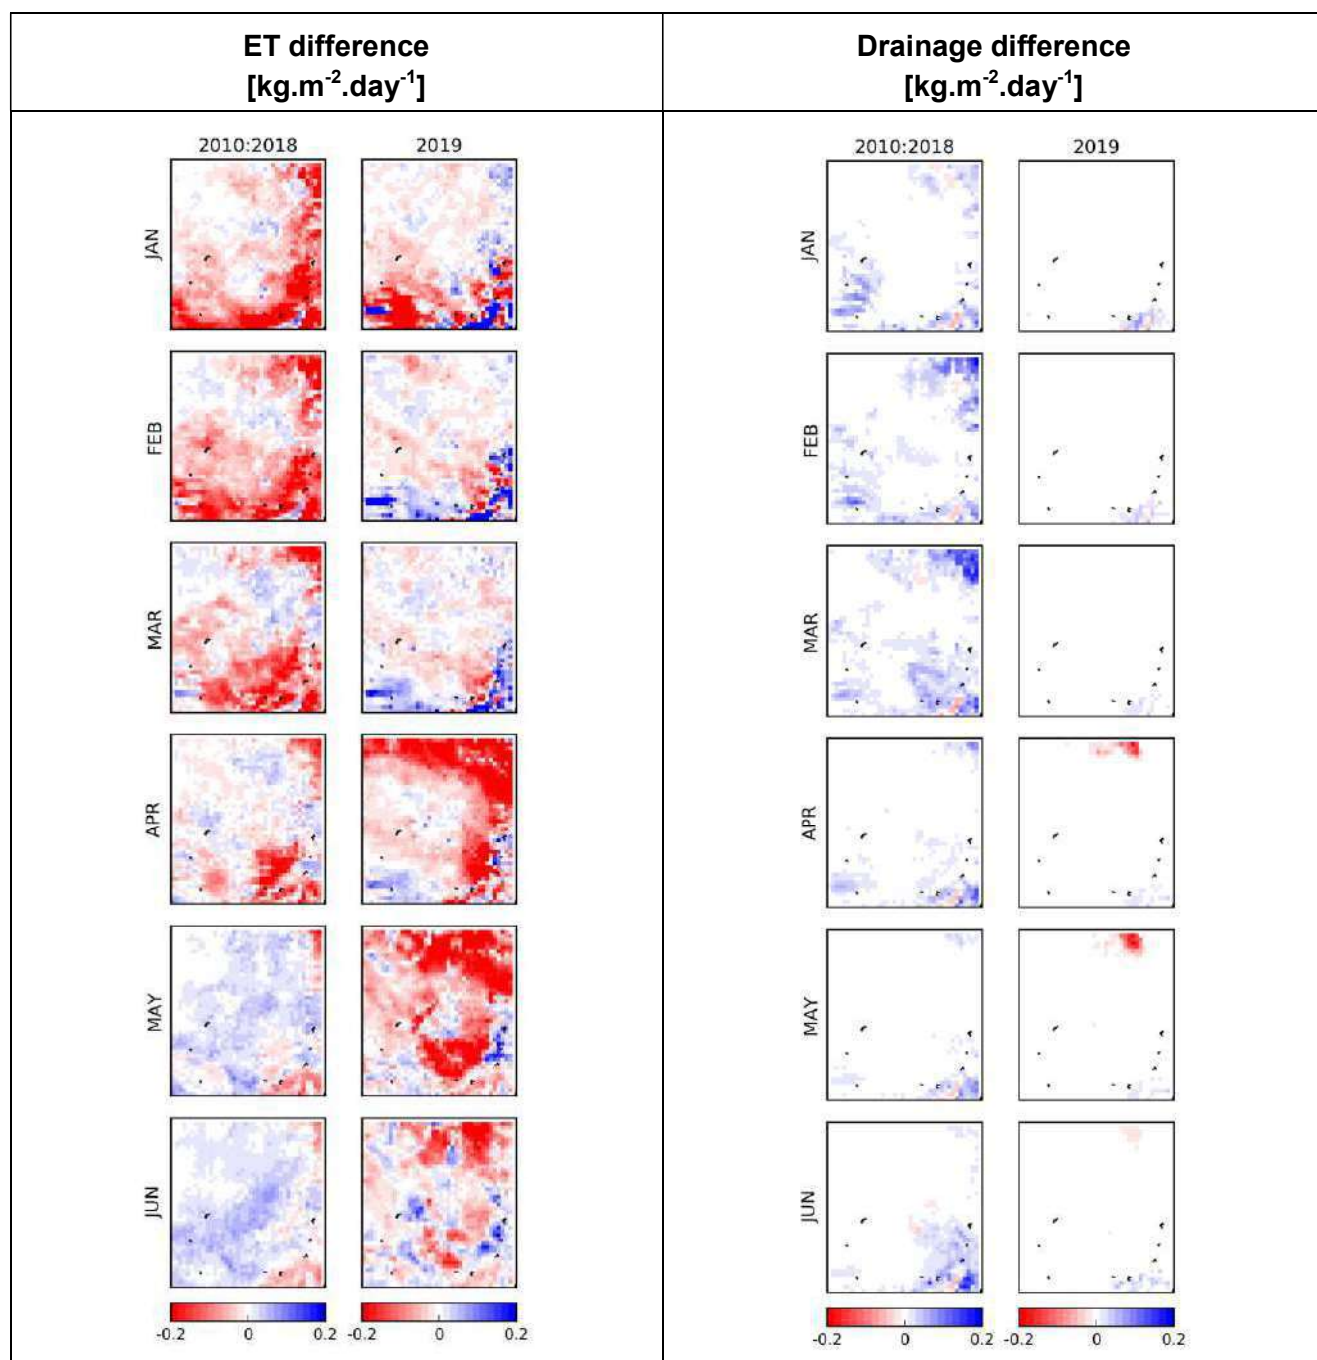 ET difference
[kg.m-2.day-1]
Drainage difference
[kg.m-2.day-1]
2010:2018 2019
JAN
FEB
MAR
APR
MAY
JUN
-0.2 0 0.2 -0.2 0 0.2
2010:2018 2019
JAN
FEB
MAR
APR
MAY
JUN
-0.2 0 0.2 -0.2 0 0.2